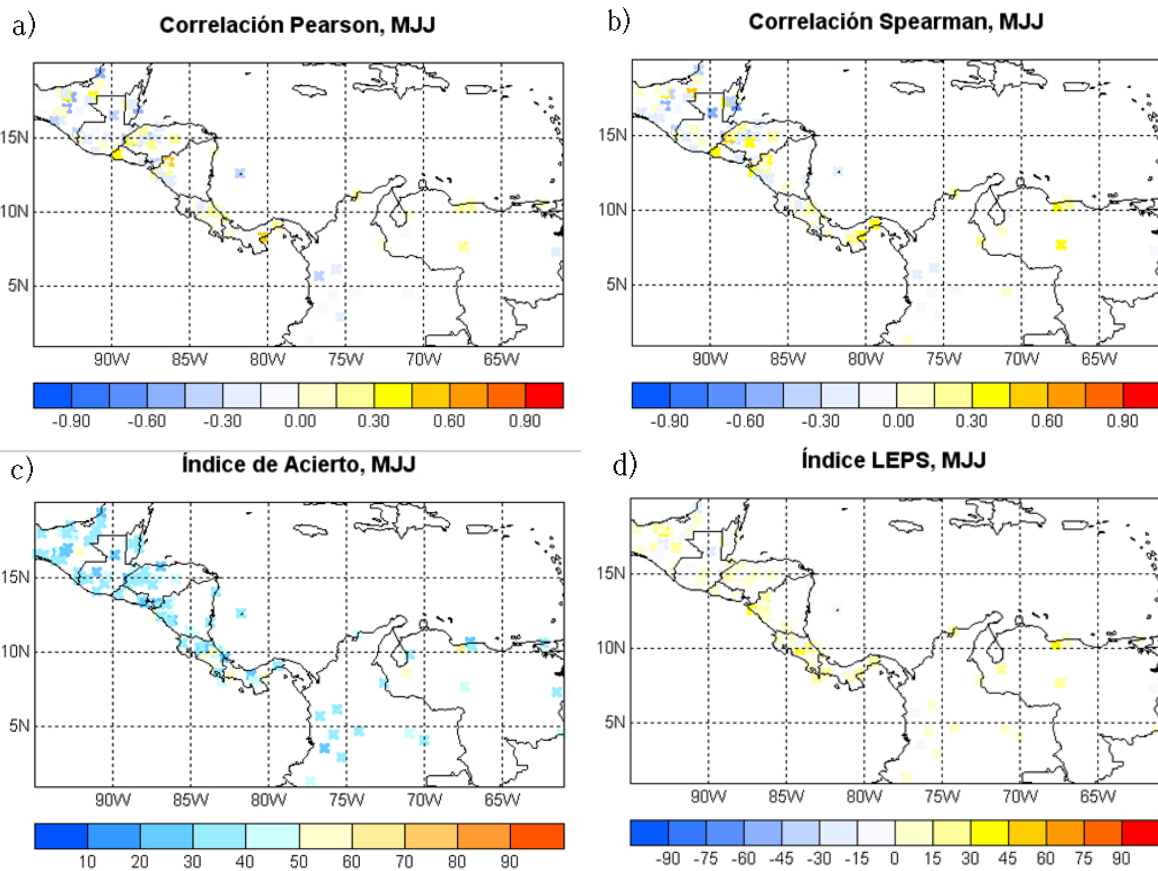 a)
Correlación Pearson, MJJ
15N
10N
5N
90W 85W 80W 75W 70W 65W
-0.90 -0.60 -0.30 0.00 0.30 0.60 0.90
b)
Correlación Spearman, MJJ
15N
10N
5N
90W 85W 80W 75W 70W 65W
-0.90 -0.60 -0.30 0.00 0.30 0.60 0.90
c)
Índice de Acierto, MJJ
15N
10N
5N
90W 85W 80W 75W 70W 65W
10 20 30 40 50 60 70 80 90
d)
Índice LEPS, MJJ
15N
10N
5N
90W 85W 80W 75W 70W 65W
-90 -75 -60 -45 -30 -15 0 15 30 45 60 75 90